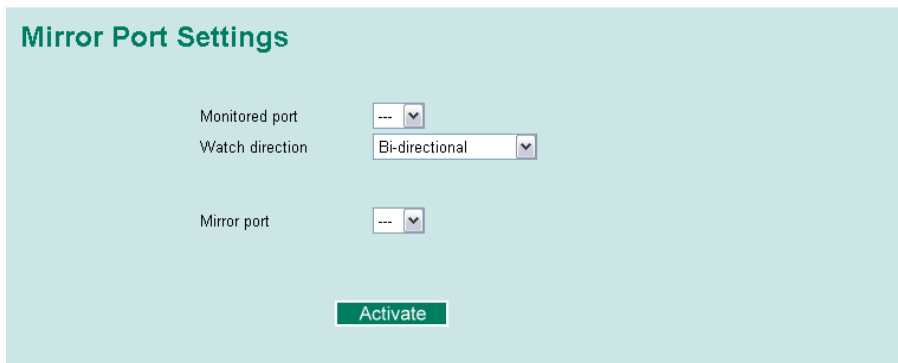 Mirror Port Settings
Monitored port ---
Watch direction Bi-directional
Mirror port ---
Activate